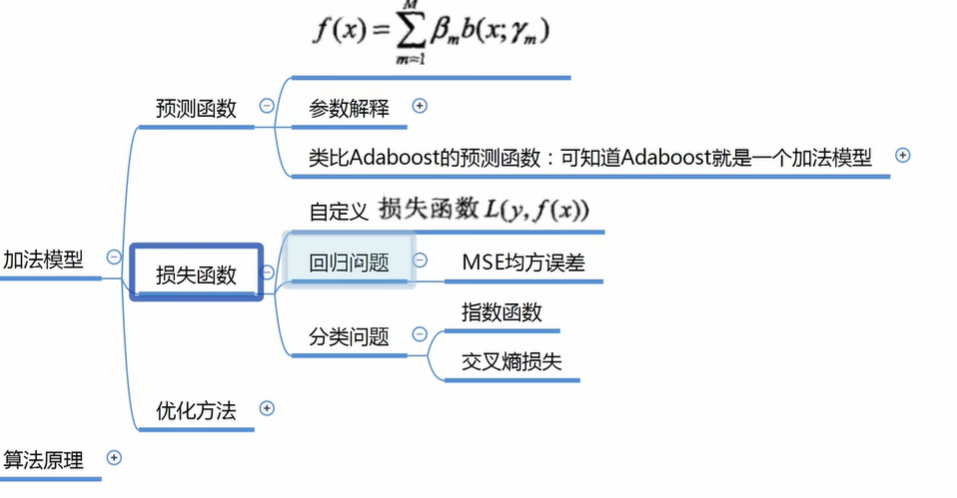 f(x) = ∑_{m=1}^{M} β_m b(x; γ_m)
预测函数
参数解释
类比Adaboost的预测函数：可知道Adaboost就是一个加法模型
自定义 损失函数 L(y, f(x))
加法模型
损失函数
回归问题
MSE均方误差
指数函数
分类问题
交叉熵损失
优化方法
算法原理